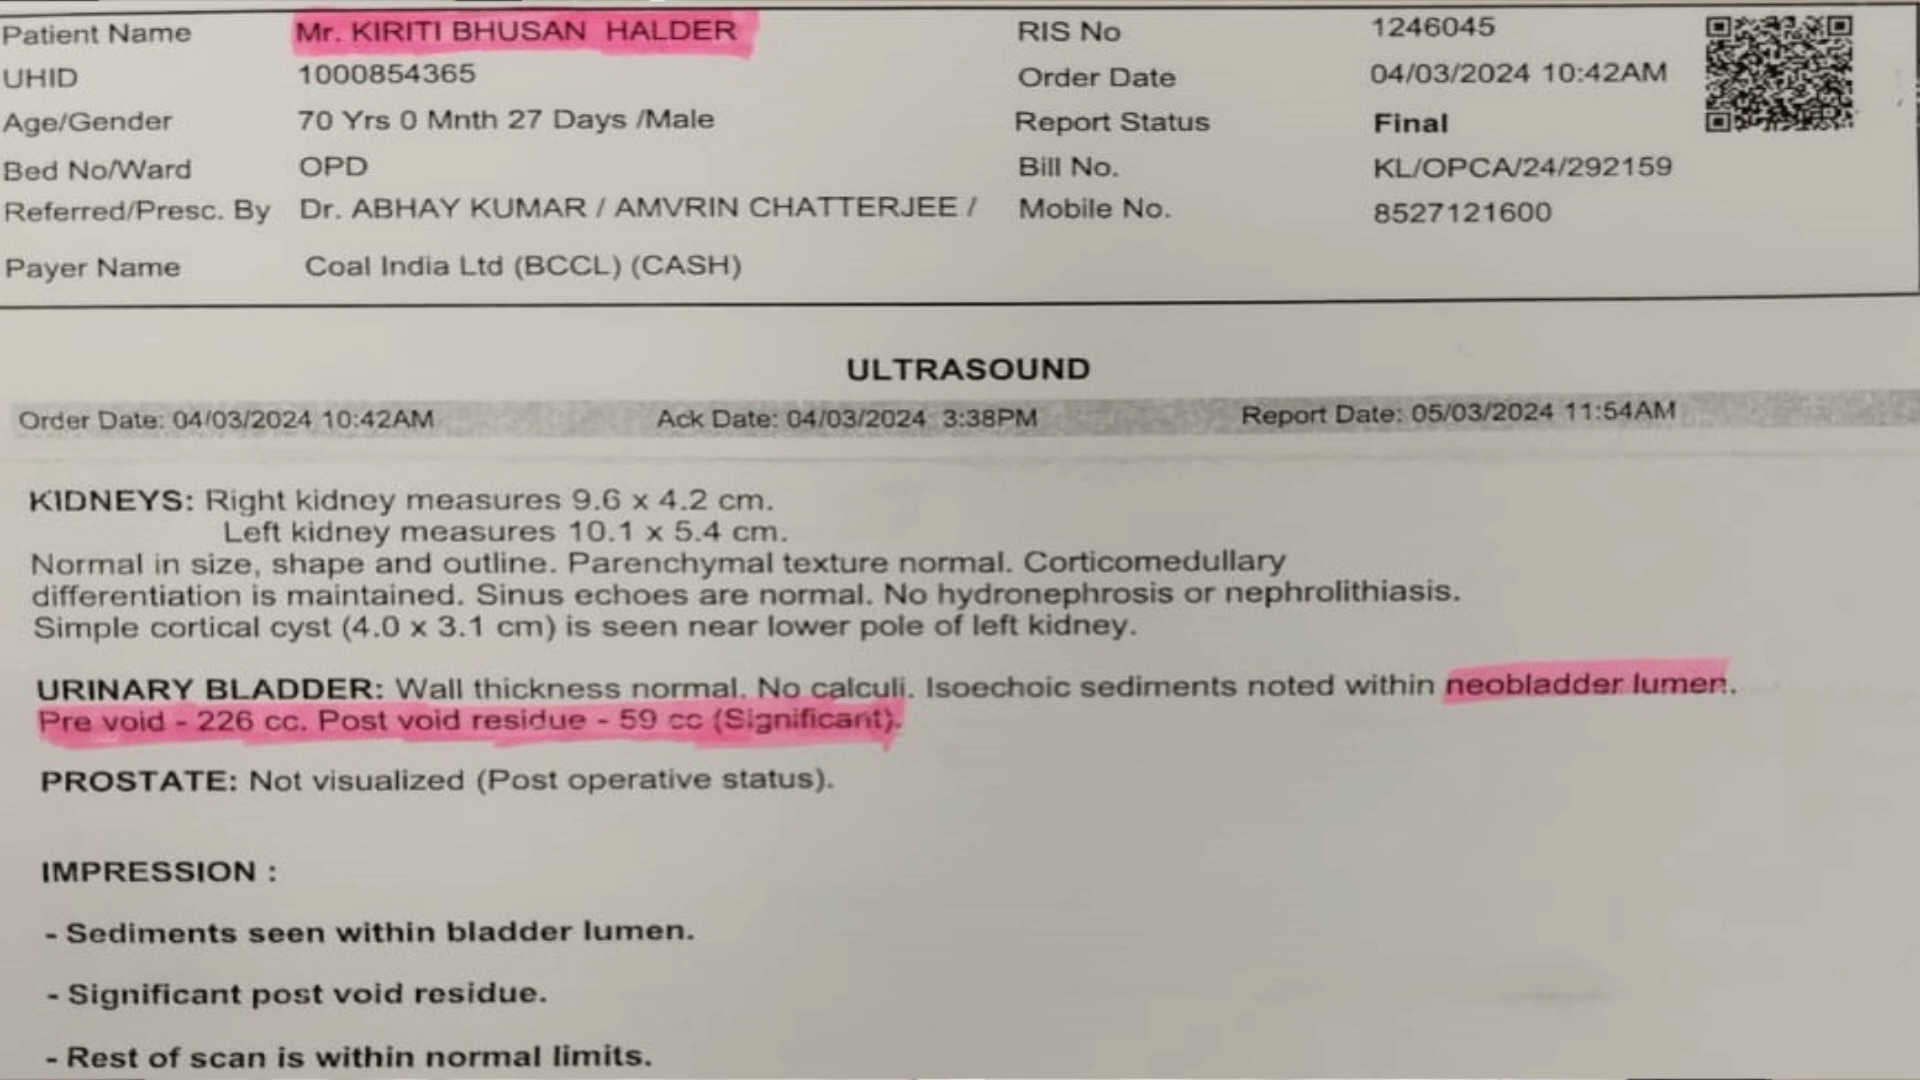 Patient Name Mr. KIRITI BHUSAN HALDER RIS No 1246045
UHID 1000854365 Order Date 04/03/2024 10:42AM
Age/Gender 70 Yrs 0 Mnth 27 Days /Male Report Status Final
Bed No/Ward OPD Bill No. KL/OPCA/24/292159
Referred/Presc. By Dr. ABHAY KUMAR / AMVRIN CHATTERJEE / Mobile No. 8527121600
Payer Name Coal India Ltd (BCCL) (CASH)
ULTRASOUND
Order Date: 04/03/2024 10:42AM Ack Date: 04/03/2024 3:38PM Report Date: 05/03/2024 11:54AM
KIDNEYS: Right kidney measures 9.6 x 4.2 cm.
Left kidney measures 10.1 x 5.4 cm.
Normal in size, shape and outline. Parenchymal texture normal. Corticomedullary
differentiation is maintained. Sinus echoes are normal. No hydronephrosis or nephrolithiasis.
Simple cortical cyst (4.0 x 3.1 cm) is seen near lower pole of left kidney.
URINARY BLADDER: Wall thickness normal. No calculi. Isoechoic sediments noted within neobladder lumen.
Pre void - 226 cc. Post void residue - 59 cc (Significant).
PROSTATE: Not visualized (Post operative status).
IMPRESSION :
- Sediments seen within bladder lumen.
- Significant post void residue.
- Rest of scan is within normal limits.